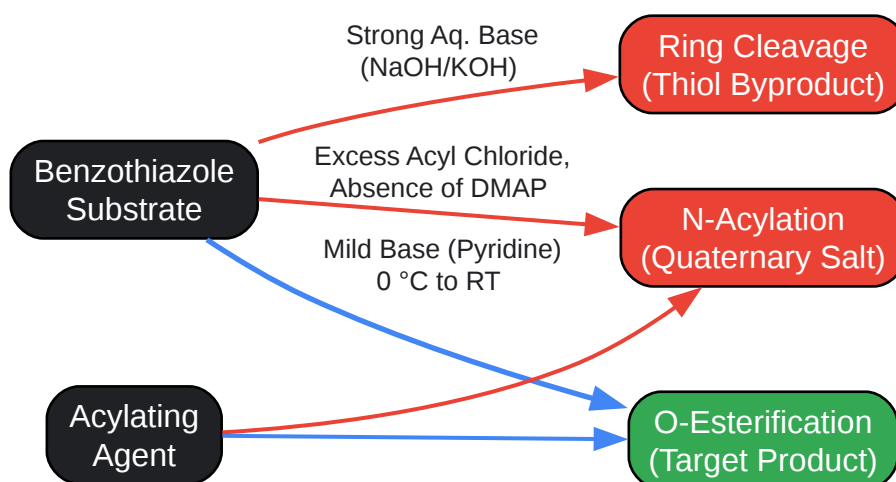 Strong Aq. Base
(NaOH/KOH)
Ring Cleavage
(Thiol Byproduct)
Benzothiazole
Substrate
Excess Acyl Chloride,
Absence of DMAP
N-Acylation
(Quaternary Salt)
Mild Base (Pyridine)
0 °C to RT
Acylating
Agent
O-Esterification
(Target Product)